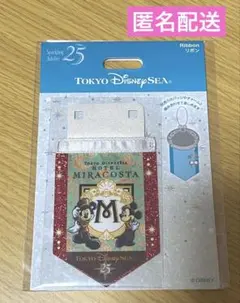 匿名配送
Sparkling Jubilee
25
TOKYO DISNEYSEA®
Ribbon
リボン
TOKYO DISNEYSEA
HOTEL
MIRACOSTA
M
TOKYO DISNEYSEA
25